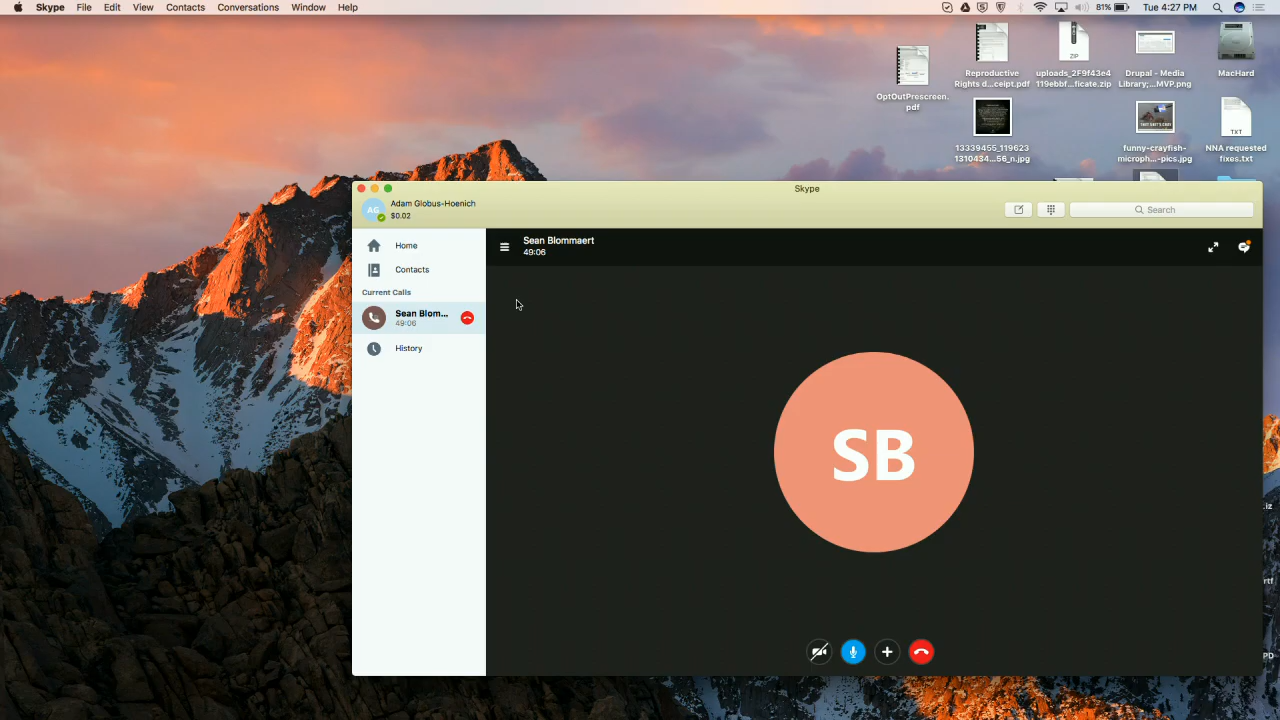 Skype File Edit View Contacts Conversations Window Help
81% Tue 4:27 PM
OptOutPrescreen.
pdf
Reproductive
Rights d...ceipt.pdf
ZIP
uploads_2F9f43e4
119ebbf...ficate.zip
Drupal - Media
Library;...MVP.png
MacHard
13339455_119623
1310434...56_n.jpg
funny-crayfish-
microph...-pics.jpg
TXT
NNA requested
fixes.txt
Skype
AG
Adam Globus-Hoenich
$0.02
Search
Home
Contacts
Current Calls
Sean Blom...
49:06
History
Sean Blommaert
49:06
SB
.iz
rtf
PD